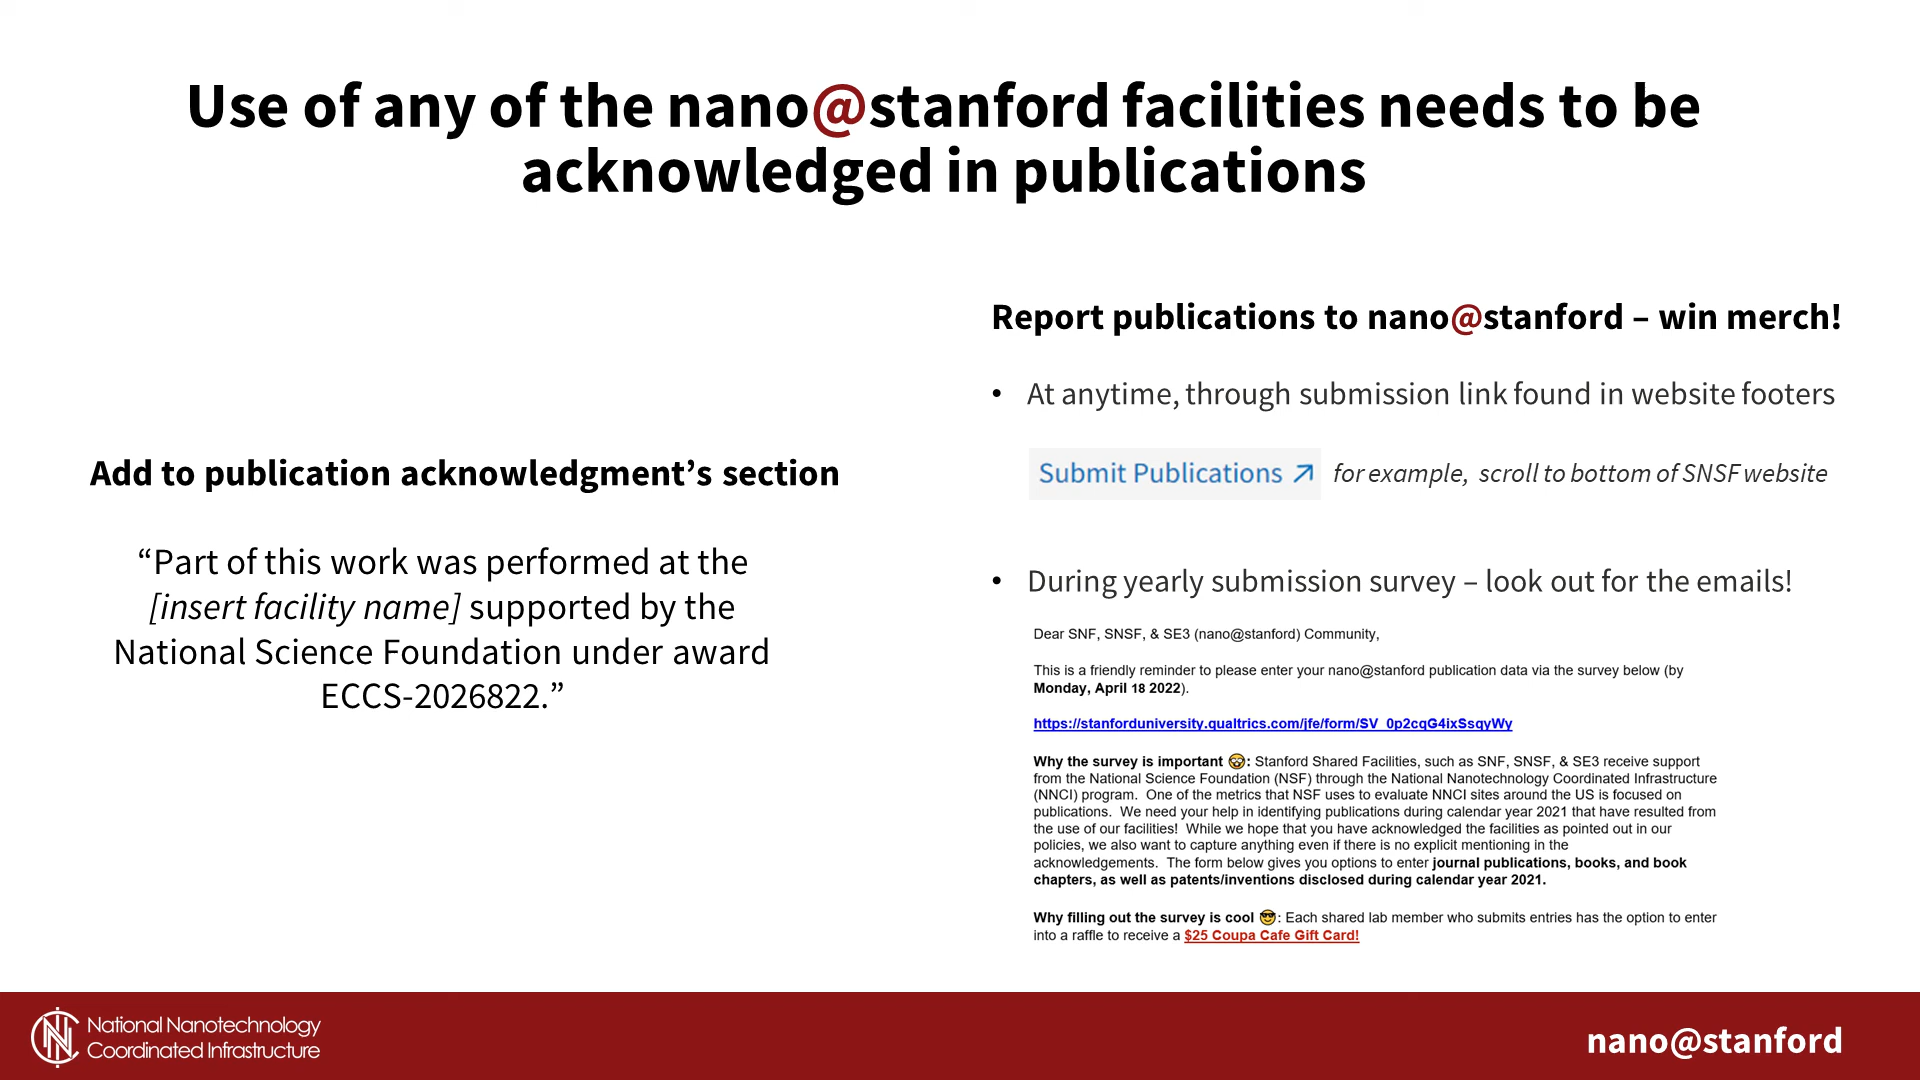 Use of any of the nano@stanford facilities needs to be
acknowledged in publications
Add to publication acknowledgment’s section
“Part of this work was performed at the
[insert facility name] supported by the
National Science Foundation under award
ECCS-2026822.”
Report publications to nano@stanford – win merch!
• At anytime, through submission link found in website footers
Submit Publications ↗ for example, scroll to bottom of SNSF website
• During yearly submission survey – look out for the emails!
Dear SNF, SNSF, & SE3 (nano@stanford) Community,
This is a friendly reminder to please enter your nano@stanford publication data via the survey below (by
Monday, April 18 2022).
https://stanforduniversity.qualtrics.com/jfe/form/SV_0p2cqG4ixSsqyWy
Why the survey is important 🤓: Stanford Shared Facilities, such as SNF, SNSF, & SE3 receive support
from the National Science Foundation (NSF) through the National Nanotechnology Coordinated Infrastructure
(NNCI) program. One of the metrics that NSF uses to evaluate NNCI sites around the US is focused on
publications. We need your help in identifying publications during calendar year 2021 that have resulted from
the use of our facilities! While we hope that you have acknowledged the facilities as pointed out in our
policies, we also want to capture anything even if there is no explicit mentioning in the
acknowledgements. The form below gives you options to enter journal publications, books, and book
chapters, as well as patents/inventions disclosed during calendar year 2021.
Why filling out the survey is cool 😎: Each shared lab member who submits entries has the option to enter
into a raffle to receive a $25 Coupa Cafe Gift Card!
National Nanotechnology
Coordinated Infrastructure
nano@stanford